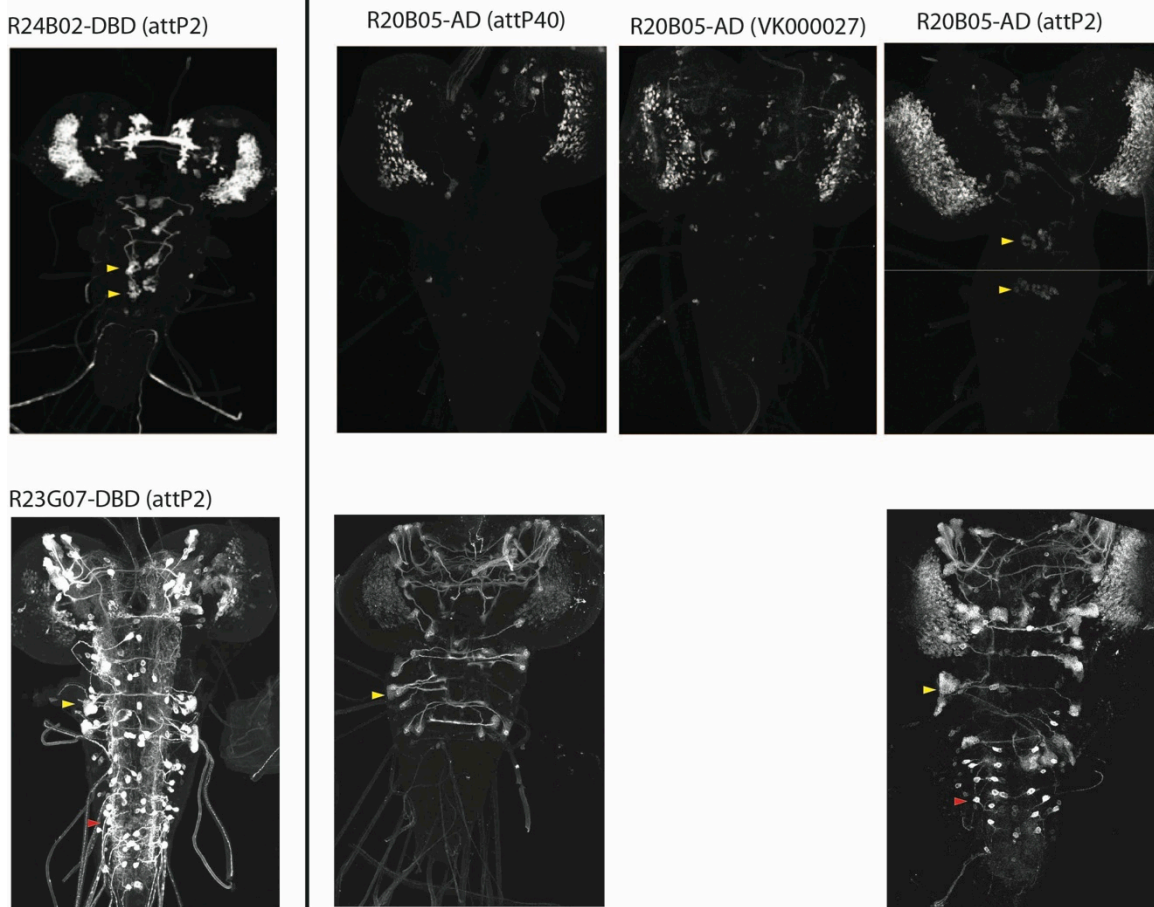 R24B02-DBD (attP2)
R20B05-AD (attP40)
R20B05-AD (VK000027)
R20B05-AD (attP2)
R23G07-DBD (attP2)